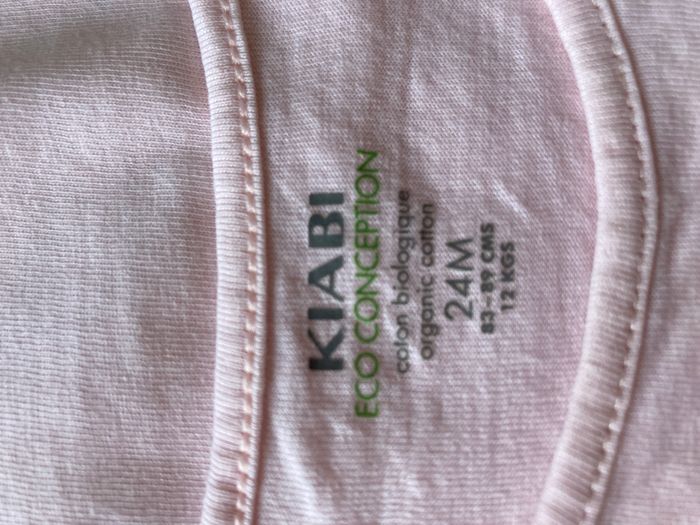 KIABI
ECO CONCEPTION
coton biologique
organic cotton
24M
83-89 CMS
12 KGS